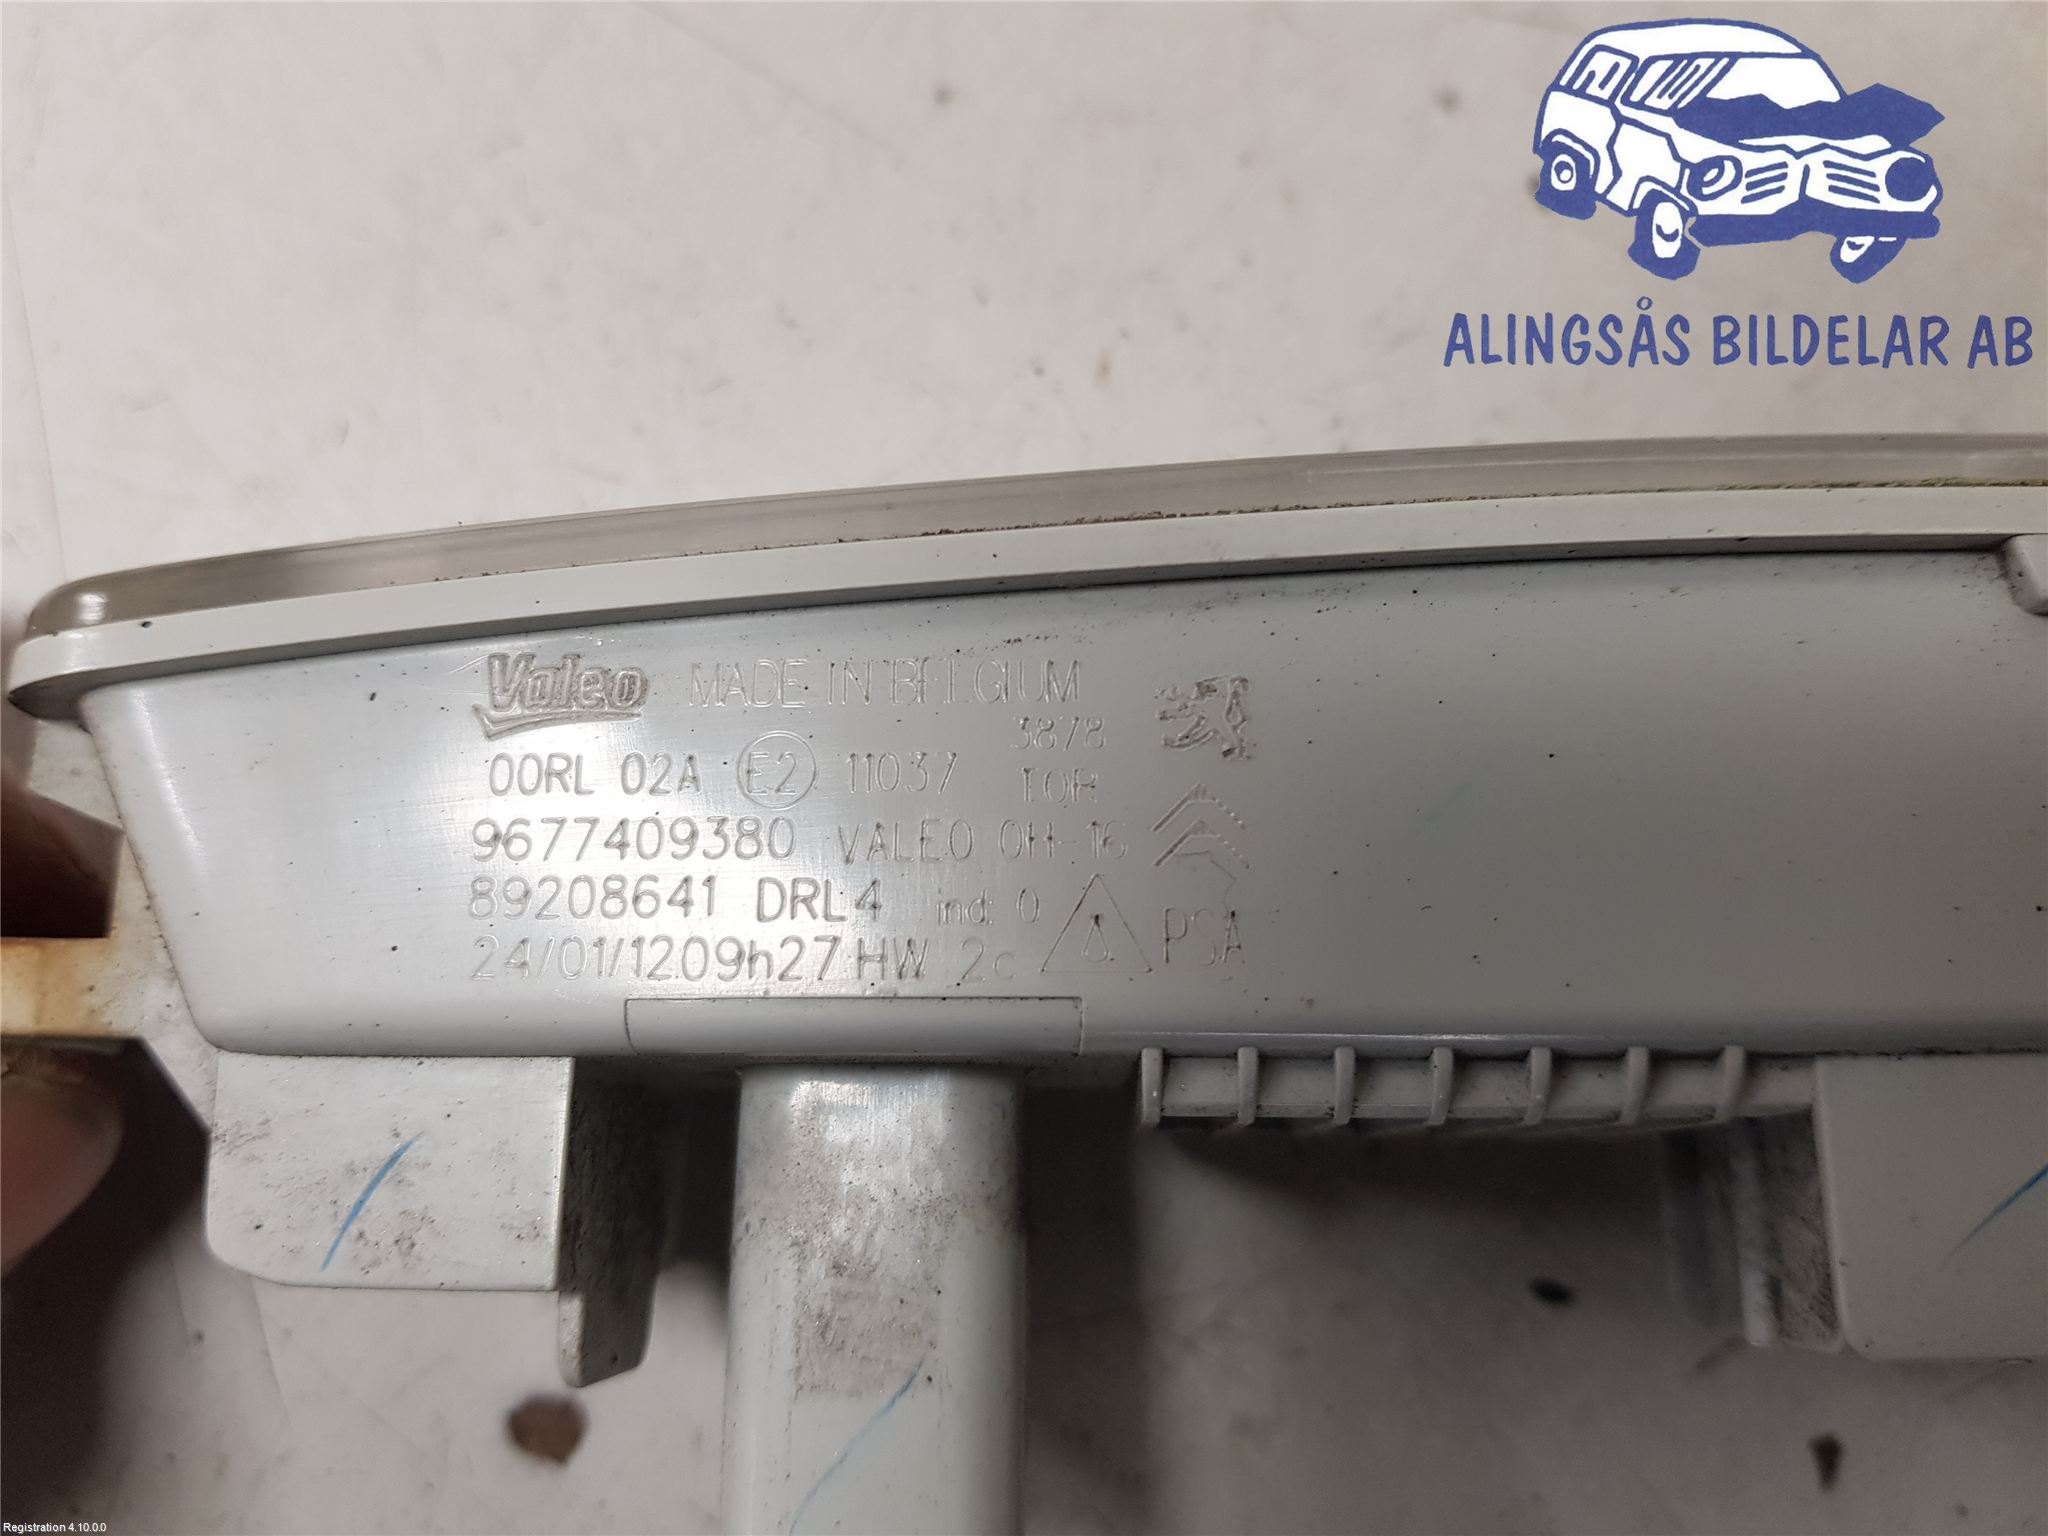 ALINGSÅS BILDELAR AB
Valeo MADE IN BELGIUM
3878
00RL 02A E2 11037 TOR
9677409380 VALEO 0H-16
89208641 DRL4 ind: 0
24/01/1209h27 HW 2c PSA
Registration 4.10.0.0